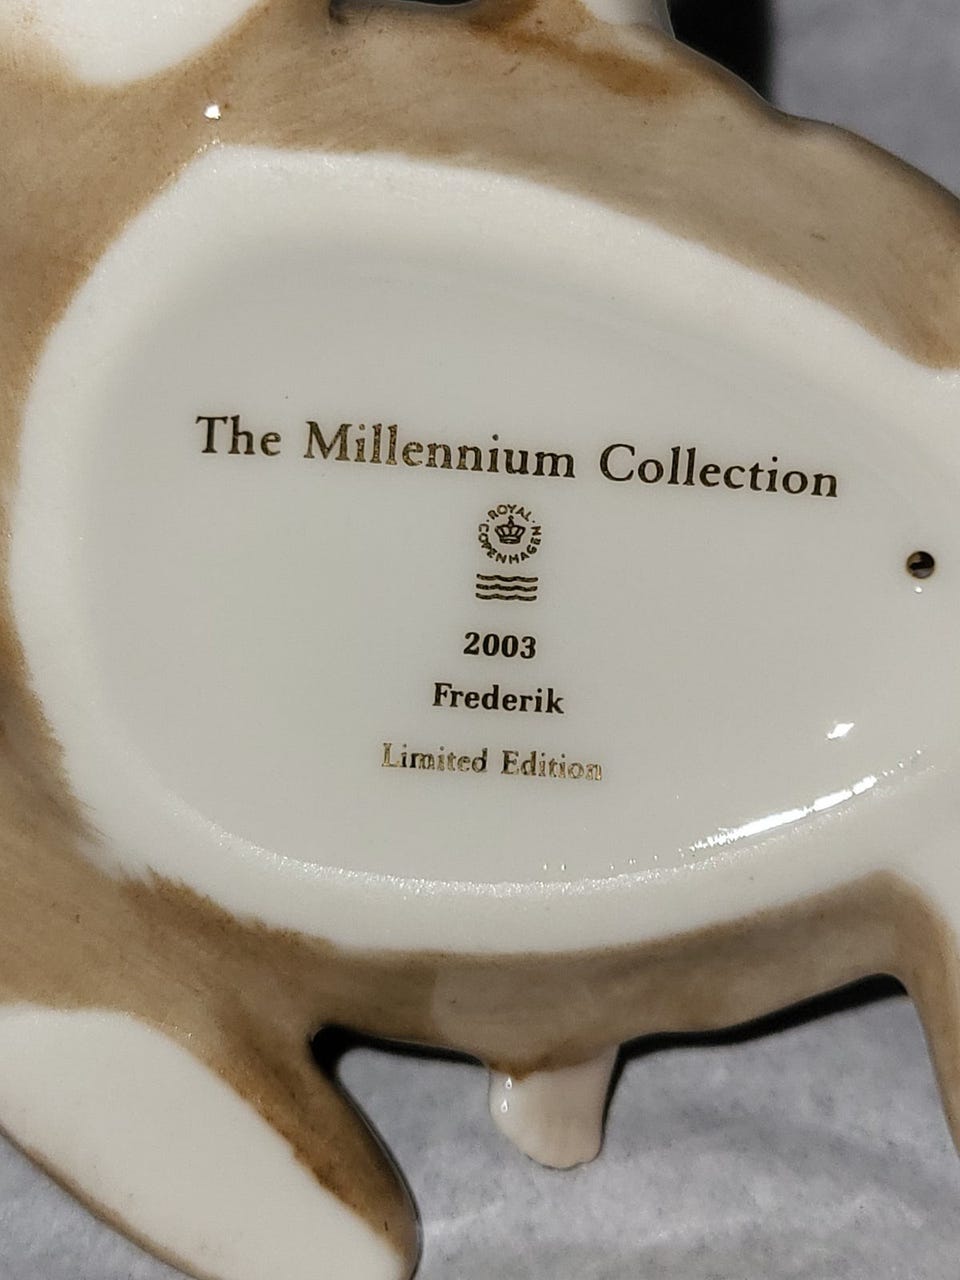 The Millennium Collection
ROYAL
COPENHAGEN
2003
Frederik
Limited Edition